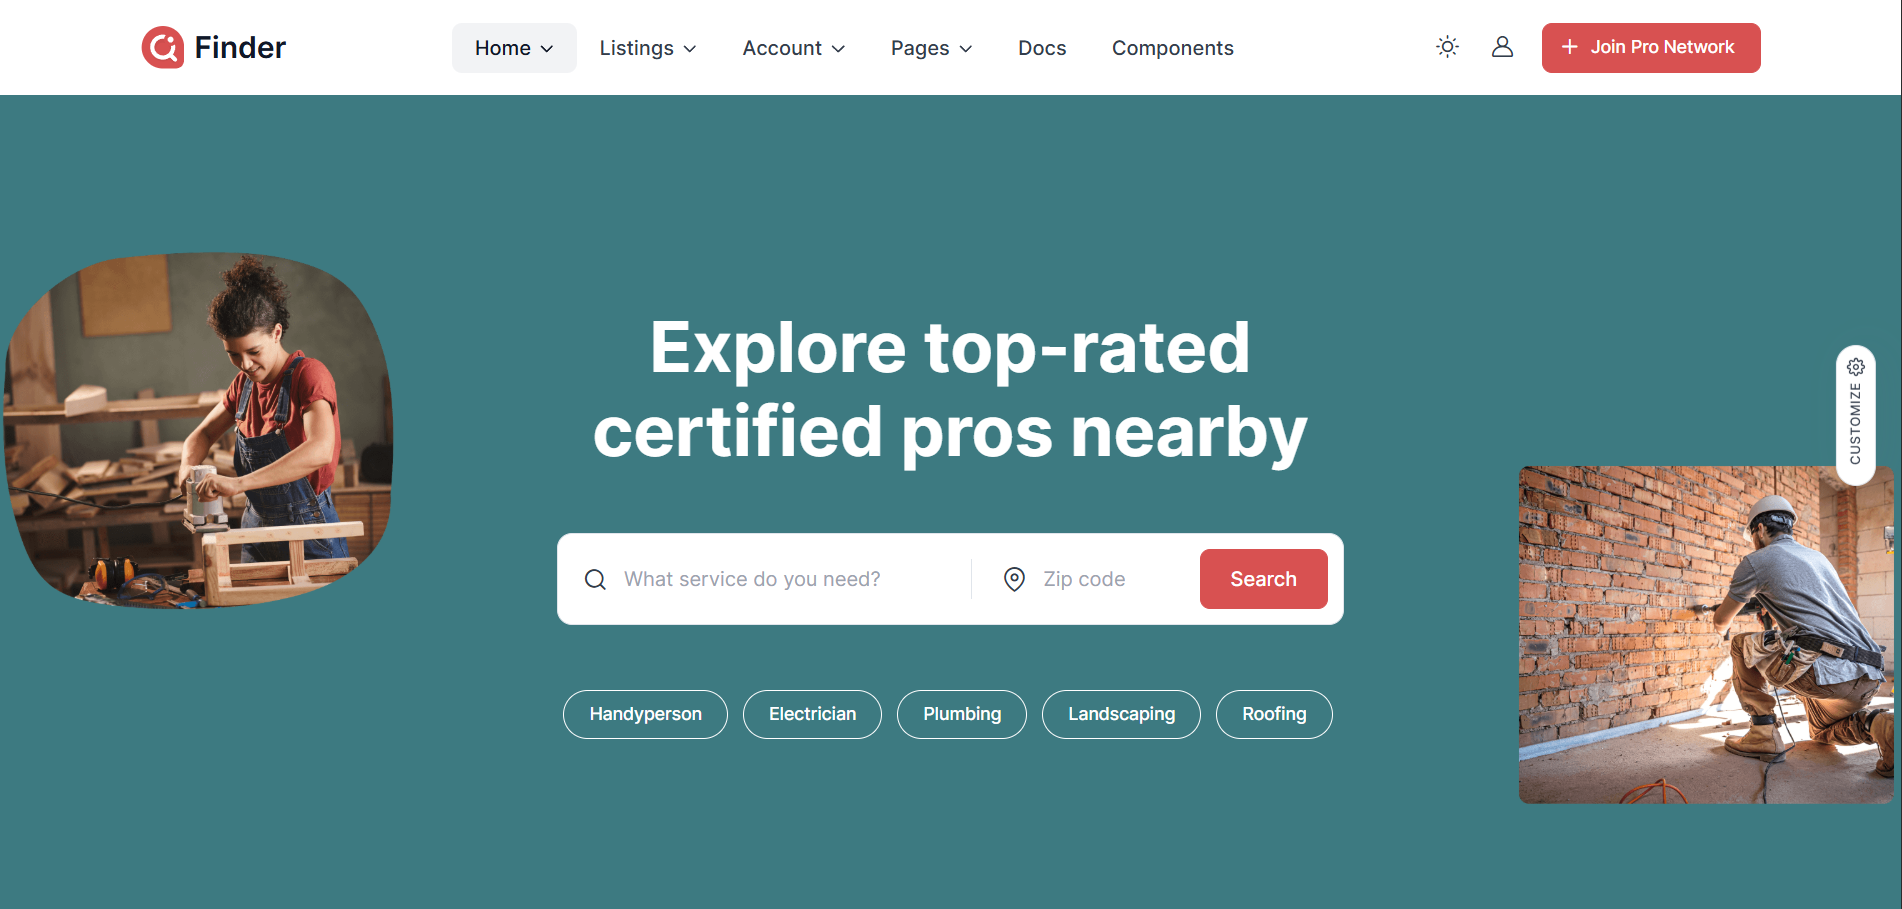 Finder
Home
Listings
Account
Pages
Docs
Components
Join Pro Network
Explore top-rated
certified pros nearby
CUSTOMIZE
What service do you need?
Zip code
Search
Handyperson
Electrician
Plumbing
Landscaping
Roofing